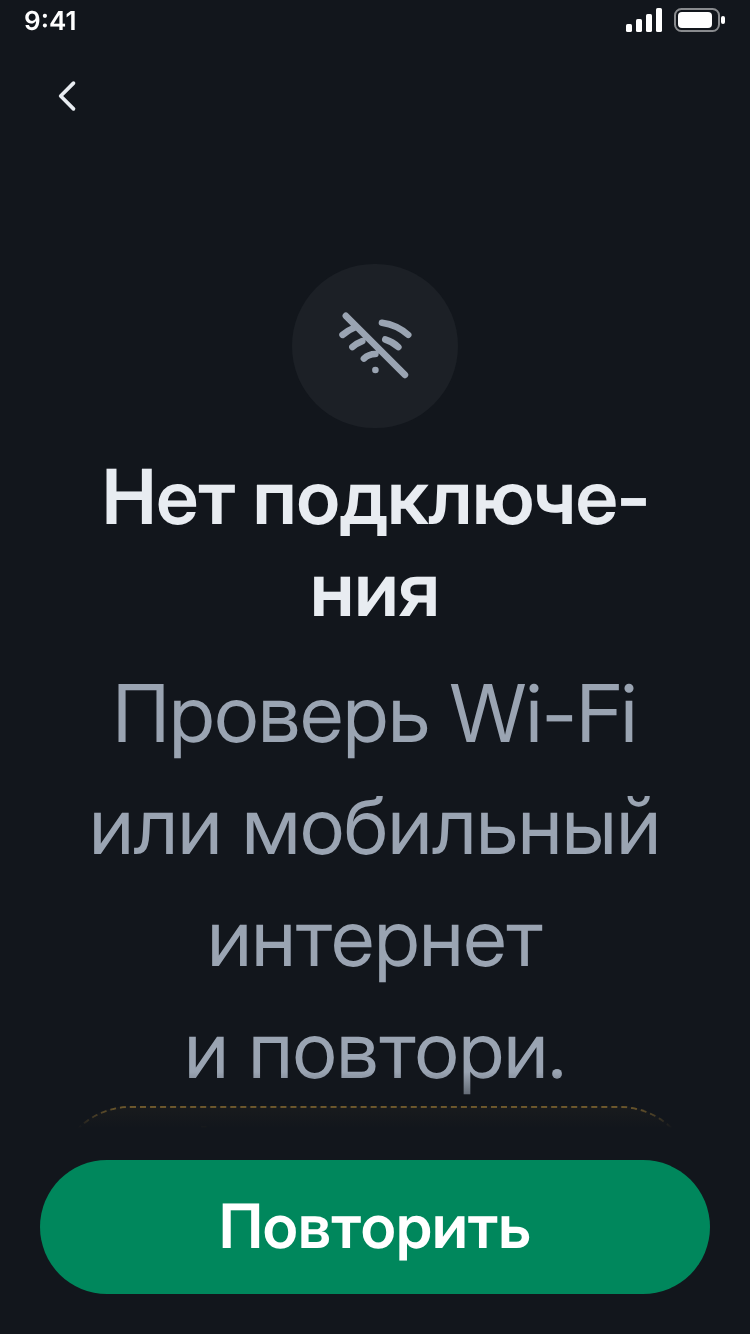 9:41
Нет подключе-
ния
Проверь Wi-Fi
или мобильный
интернет
и повтори.
Повторить